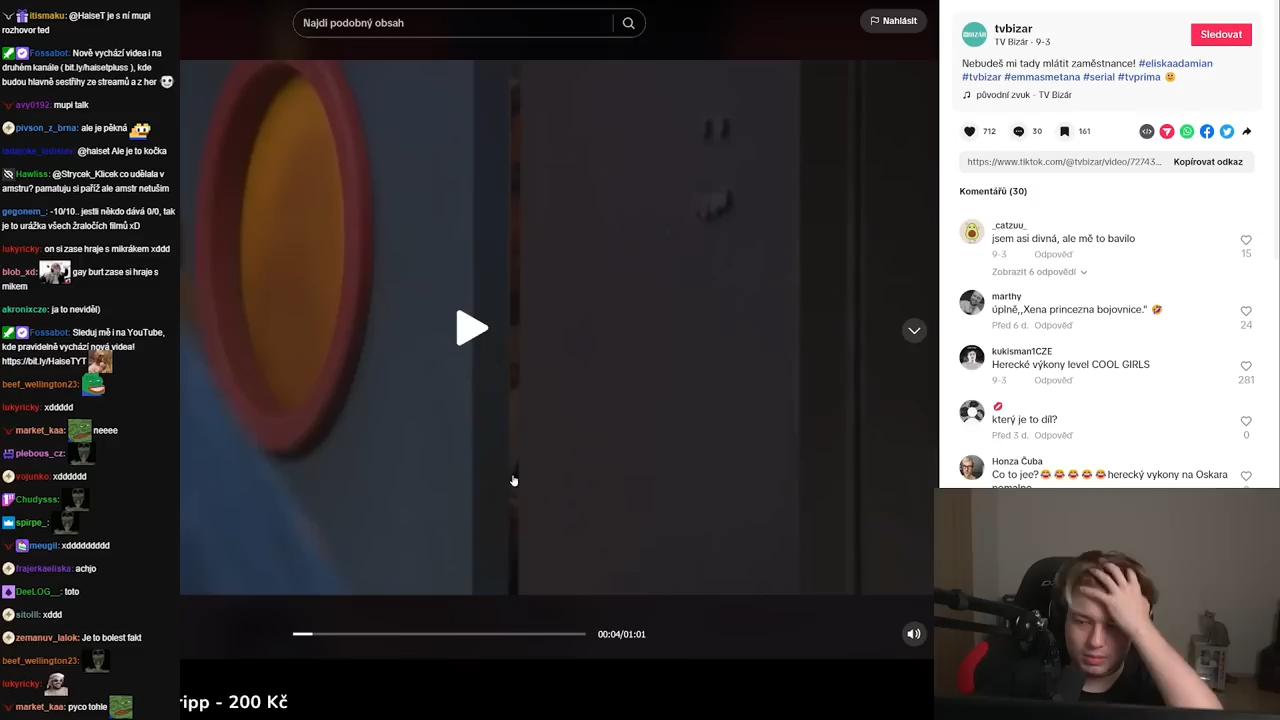 itismaku: @HaiseT je s ní mupi
rozhovor ted
Fossabot: Nově vychází videa i na
druhém kanále ( bit.ly/haisetpluss ), kde
budou hlavně sestřihy ze streamů a z her
avy0192: mupi talk
pivson_z_brna: ale je pěkná
@haiset Ale je to kočka
Hawliss: @Strycek_Klicek co udělala v
amstru? pamatuju si paříž ale amstr netuším
gegonem_: -10/10.. jestli někdo dává 0/0, tak
je to urážka všech žraločích filmů xD
lukyricky: on si zase hraje s mikrákém xddd
blob_xd: gay burt zase si hraje s
mikem
akronixcze: ja to neviděl)
Fossabot: Sleduj mě i na YouTube,
kde pravidelně vychází nová videa!
https://bit.ly/HaiseTYT
beef_wellington23:
lukyricky: xddddd
market_kaa: neeee
plebous_cz:
vojunko: xdddddd
Chudysss:
spirpe_:
meugil: xddddddddd
frajerkaeliska: achjo
DeeLOG__: toto
sitolll: xddd
zemanuv_lalok: Je to bolest fakt
beef_wellington23:
lukyricky:
market_kaa: pyco tohle
Najdi podobný obsah
Nahlásit
00:04/01:01
ripp - 200 Kč
tvbizar
TV Bizár · 9-3
Sledovat
Nebudeš mi tady mlátit zaměstnance! #eliskaadamian
#tvbizar #emmasmetana #serial #tvprima
původní zvuk - TV Bizár
712
30
161
https://www.tiktok.com/@tvbizar/video/72743...
Kopírovat odkaz
Komentářů (30)
_catzuu_
jsem asi divná, ale mě to bavilo
9-3 Odpověď
15
Zobrazit 6 odpovědí
marthy
úplně,,Xena princezna bojovnice."
Před 6 d. Odpověď
24
kukisman1CZE
Herecké výkony level COOL GIRLS
9-3 Odpověď
281
který je to díl?
Před 3 d. Odpověď
0
Honza Čuba
Co to jee? herecký vykony na Oskara